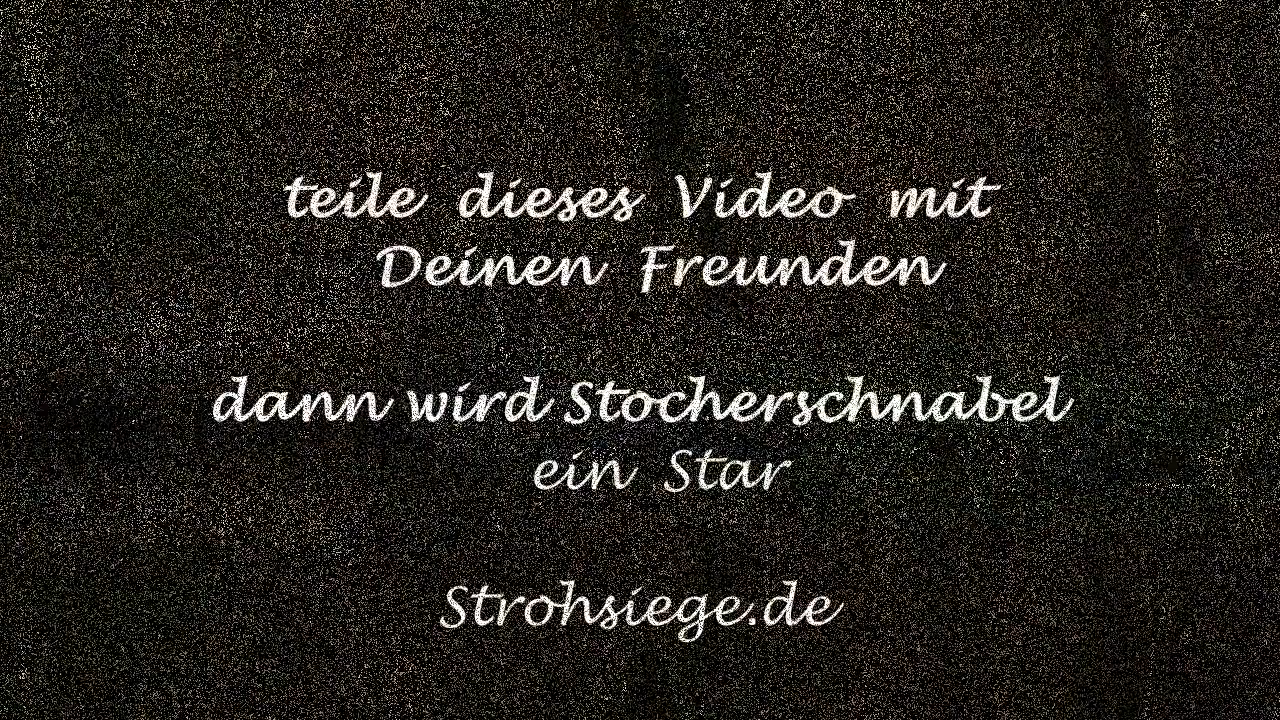 teile dieses Video mit
Deinen Freunden
dann wird Stocherschnabel
ein Star
Strohsiege.de